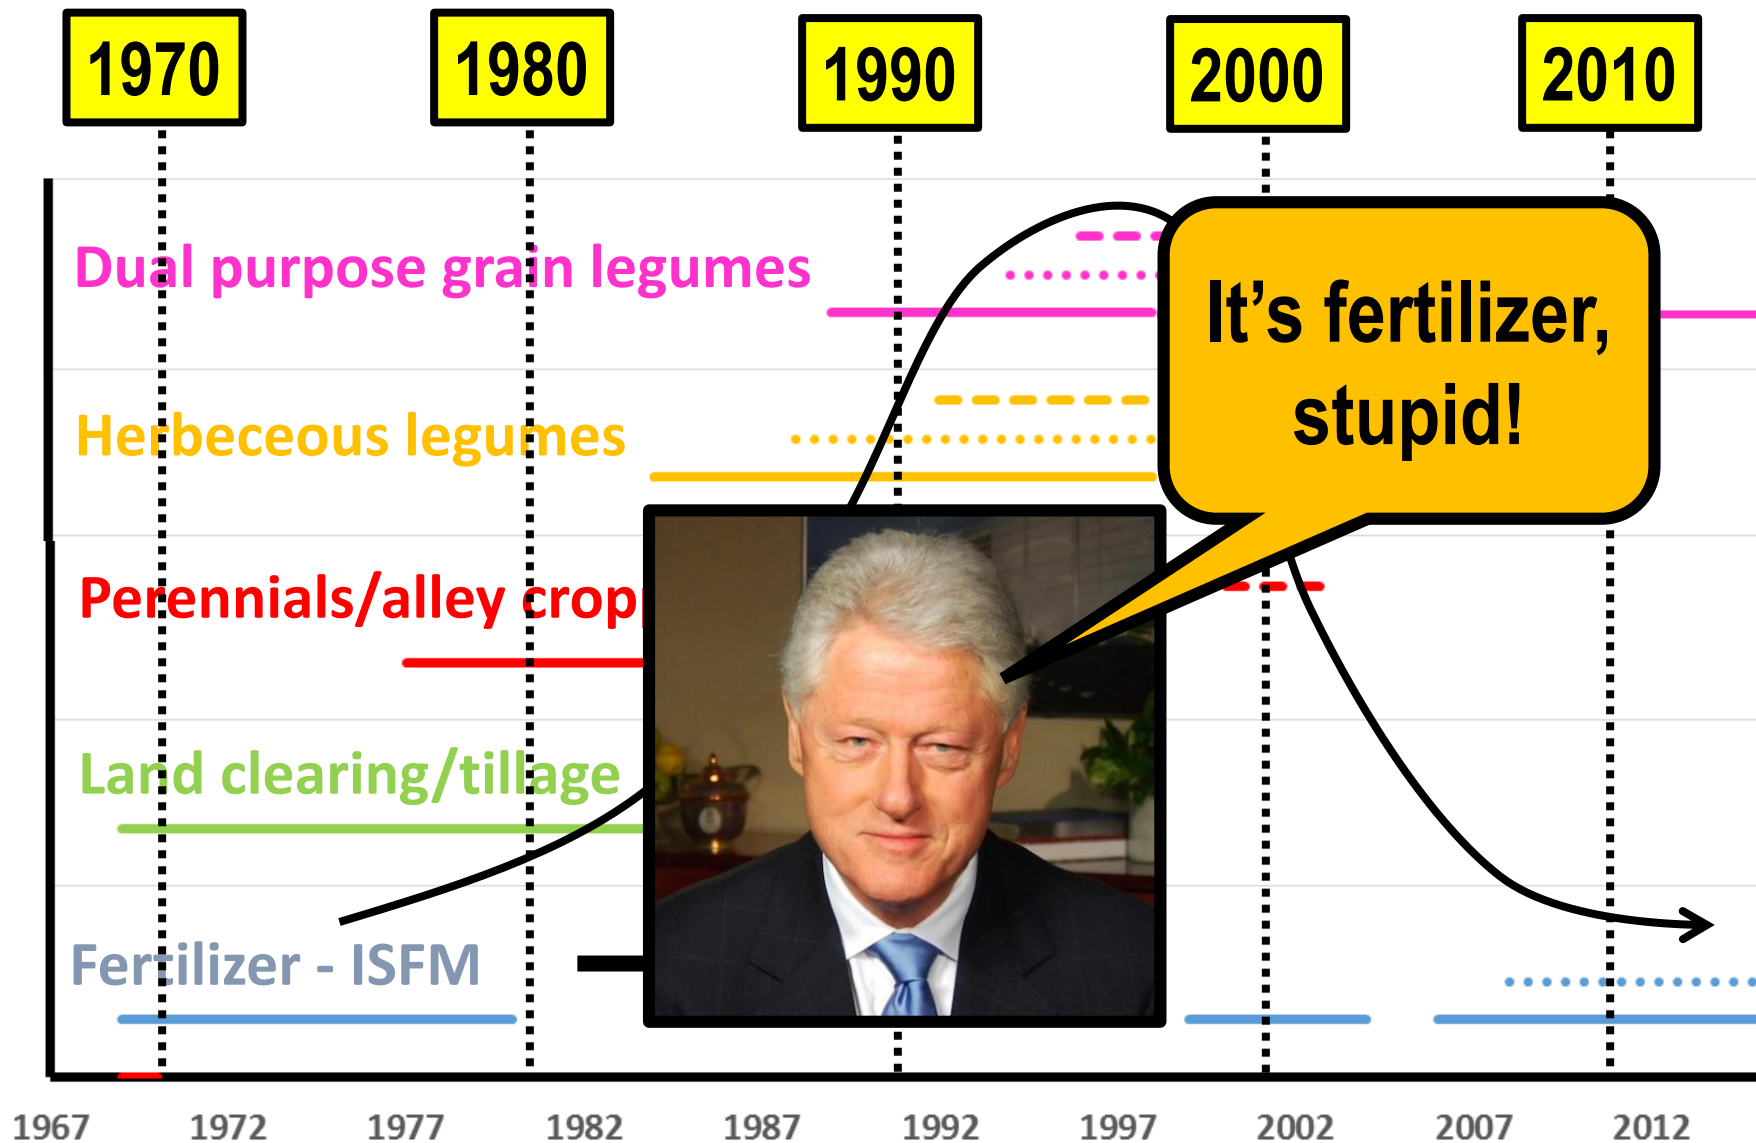 1970
1980
1990
2000
2010
Dual purpose grain legumes
It's fertilizer,
stupid!
Herbeceous legumes
Perennials/alley
Land clearing/tillage
Fertilizer - ISFM
1967
1972
1977
1982
1987
1992
1997
2002
2007
2012